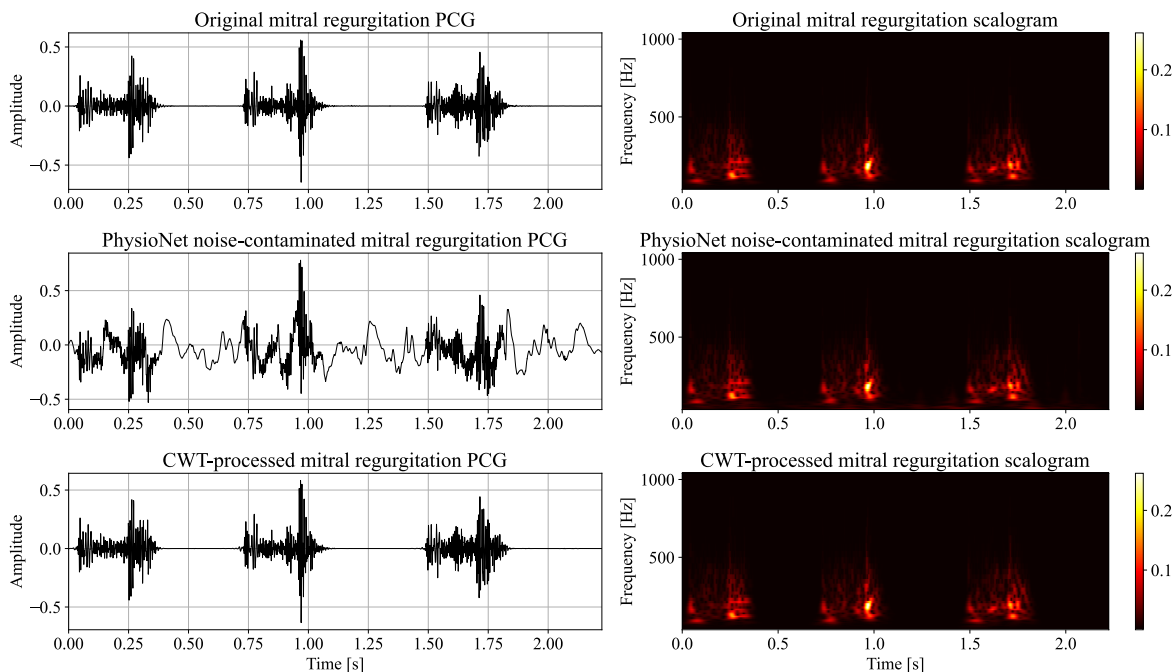 Original mitral regurgitation PCG
Amplitude
0.5
0.0
−0.5
0.00 0.25 0.50 0.75 1.00 1.25 1.50 1.75 2.00
Original mitral regurgitation scalogram
Frequency [Hz]
1000
500
0.0 0.5 1.0 1.5 2.0
0.2
0.1
PhysioNet noise-contaminated mitral regurgitation PCG
Amplitude
0.5
0.0
−0.5
0.00 0.25 0.50 0.75 1.00 1.25 1.50 1.75 2.00
PhysioNet noise-contaminated mitral regurgitation scalogram
Frequency [Hz]
1000
500
0.0 0.5 1.0 1.5 2.0
0.2
0.1
CWT-processed mitral regurgitation PCG
Amplitude
0.5
0.0
−0.5
0.00 0.25 0.50 0.75 1.00 1.25 1.50 1.75 2.00
Time [s]
CWT-processed mitral regurgitation scalogram
Frequency [Hz]
1000
500
0.0 0.5 1.0 1.5 2.0
Time [s]
0.2
0.1